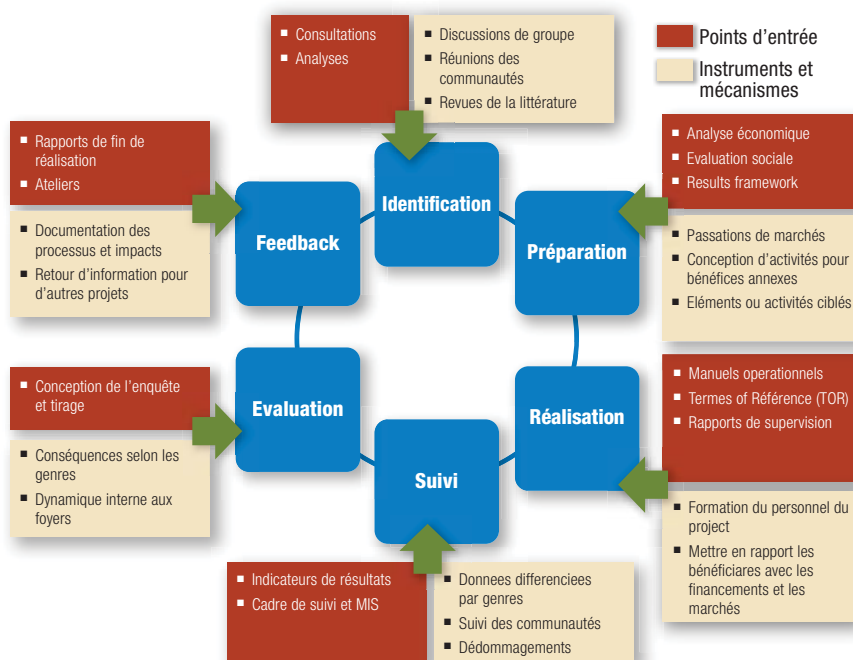 Consultations
Analyses
Discussions de groupe
Réunions des
communautés
Revues de la littérature
Points d'entrée
Instruments et
mécanismes
Identification
Analyse économique
Evaluation sociale
Results framework
Passations de marchés
Conception d'activités pour
bénéfices annexes
Eléments ou activités ciblés
Préparation
Manuels operationnels
Termes of Référence (TOR)
Rapports de supervision
Formation du personnel du
project
Mettre en rapport les
bénéficiares avec les
financements et les
marchés
Réalisation
Suivi
Indicateurs de résultats
Cadre de suivi et MIS
Donnees differenciees
par genres
Suivi des communautés
Dédommagements
Evaluation
Conception de l'enquête
et tirage
Conséquences selon les
genres
Dynamique interne aux
foyers
Feedback
Rapports de fin de
réalisation
Ateliers
Documentation des
processus et impacts
Retour d'information pour
d'autres projets